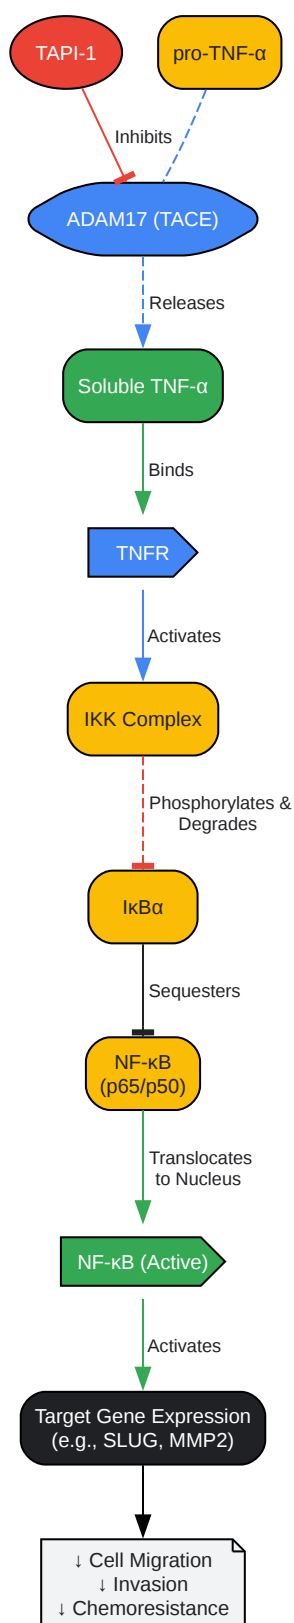 TAPI-1
pro-TNF-α
Inhibits
ADAM17 (TACE)
Releases
Soluble TNF-α
Binds
TNFR
Activates
IKK Complex
Phosphorylates &
Degrades
IκBα
Sequesters
NF-κB
(p65/p50)
Translocates
to Nucleus
NF-κB (Active)
Activates
Target Gene Expression
(e.g., SLUG, MMP2)
↓ Cell Migration
↓ Invasion
↓ Chemoresistance